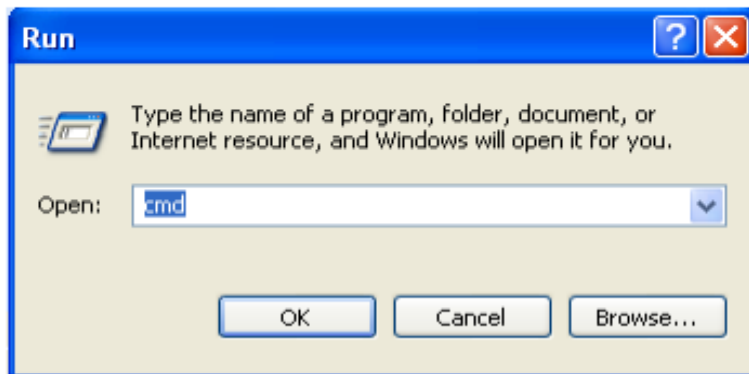 Run
Type the name of a program, folder, document, or
Internet resource, and Windows will open it for you.
Open: cmd
OK Cancel Browse...